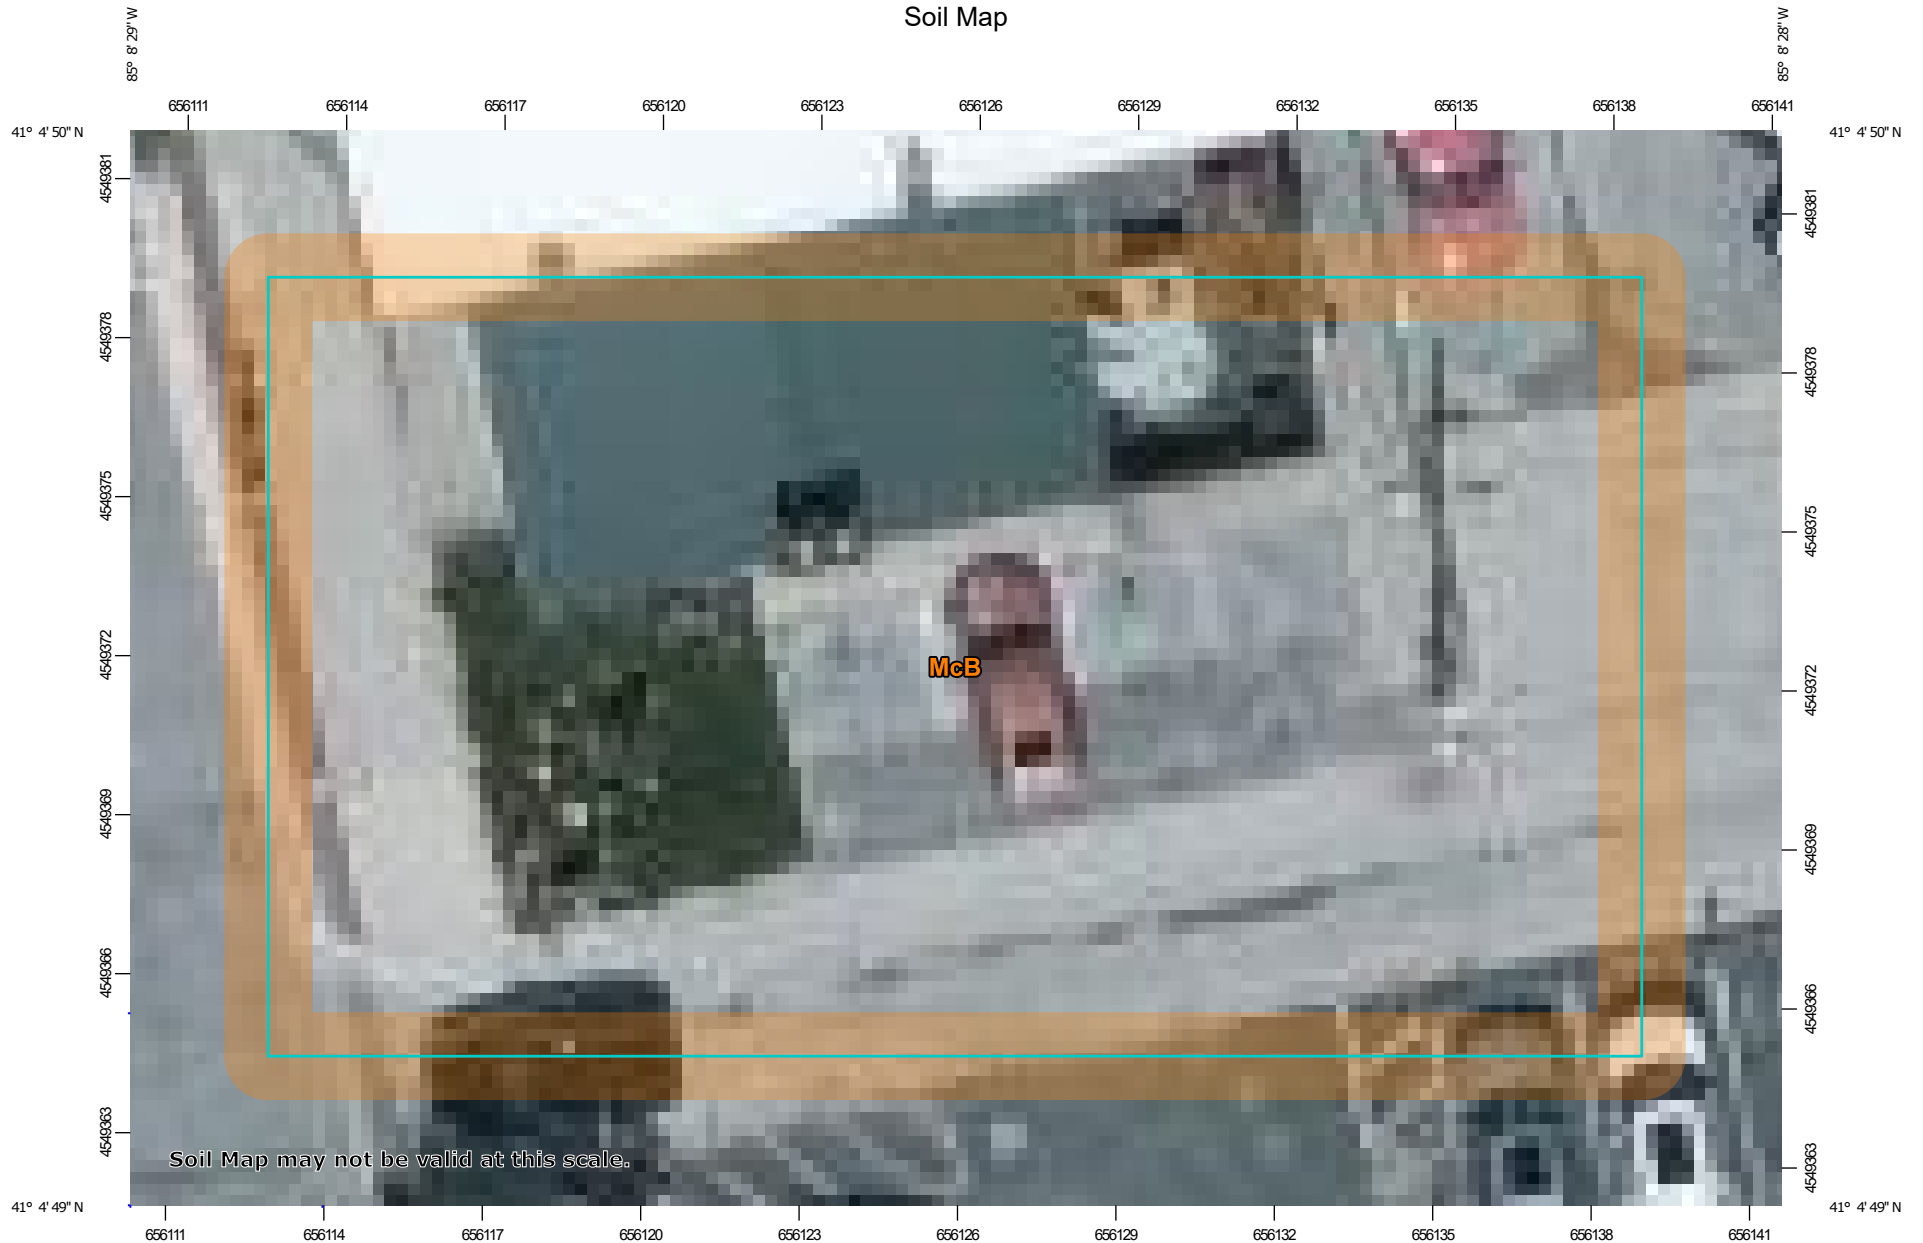 Soil Map
85° 8' 29'' W
85° 8' 28'' W
656111 656114 656117 656120 656123 656126 656129 656132 656135 656138 656141
41° 4' 50'' N
41° 4' 50'' N
4549381
4549381
4549378
4549378
4549375
4549375
4549372
McB
4549372
4549369
4549369
4549366
4549366
4549363
Soil Map may not be valid at this scale.
4549363
41° 4' 49'' N
41° 4' 49'' N
656111 656114 656117 656120 656123 656126 656129 656132 656135 656138 656141